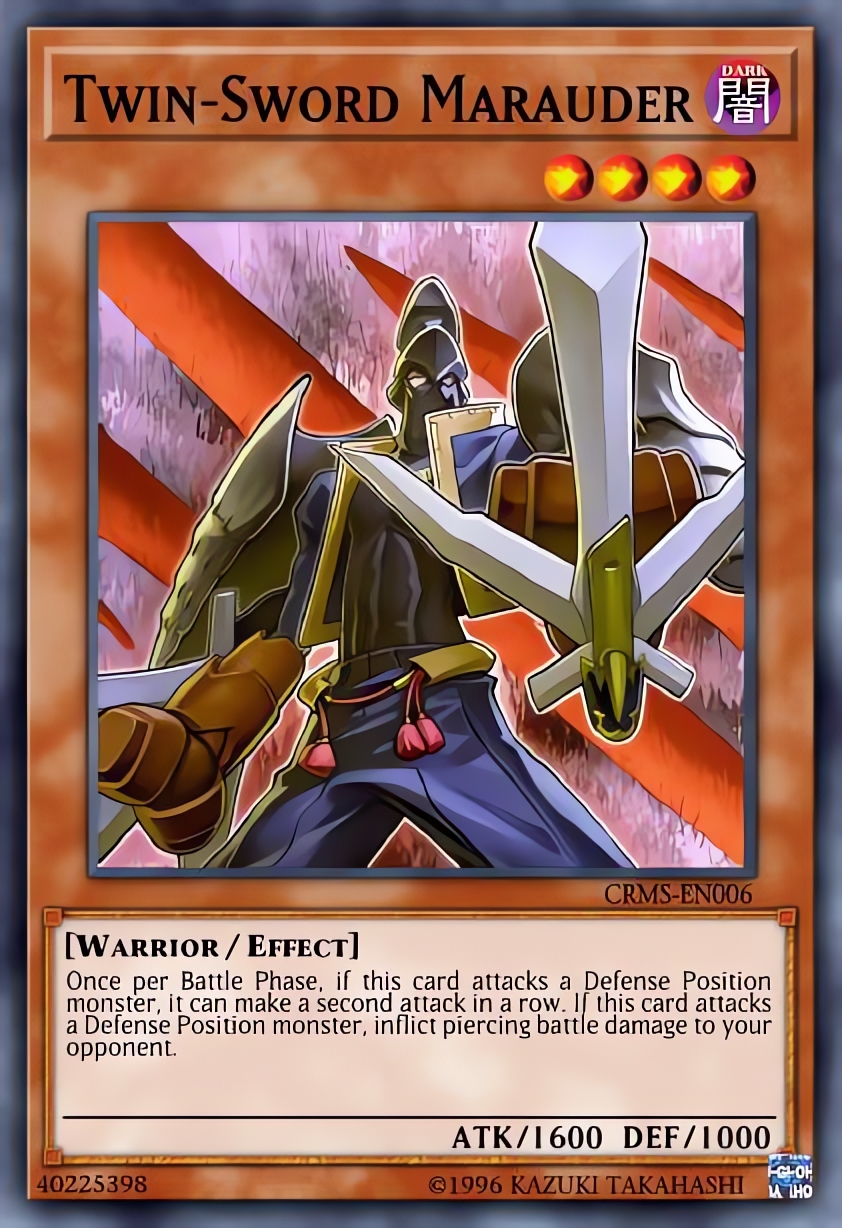 Twin-Sword Marauder
DARK
闇
CRMS-EN006
[Warrior / Effect]
Once per Battle Phase, if this card attacks a Defense Position
monster, it can make a second attack in a row. If this card attacks
a Defense Position monster, inflict piercing battle damage to your
opponent.
ATK/1600 DEF/1000
40225398
©1996 KAZUKI TAKAHASHI